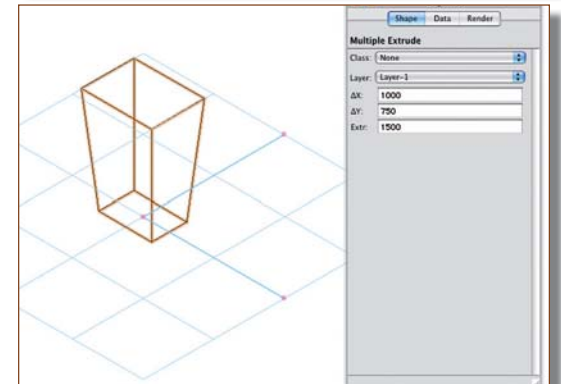 Shape Data Render
Multiple Extrude
Class: None
Layer: Layer-1
ΔX: 1000
ΔY: 750
Extr: 1500